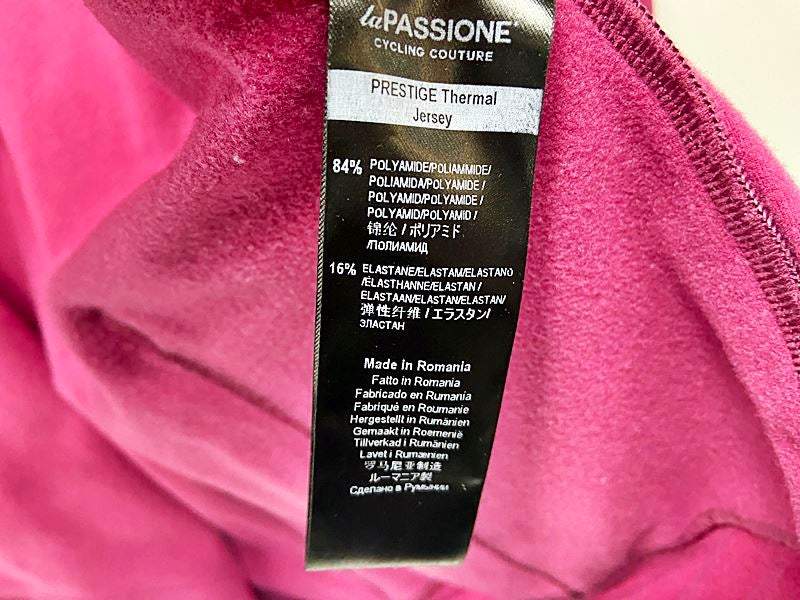 laPASSIONE
CYCLING COUTURE
PRESTIGE Thermal
Jersey
84% POLYAMIDE/POLIAMMIDE/
POLIAMIDA/POLYAMIDE /
POLYAMID/POLYAMIDE /
POLYAMID/POLYAMID /
锦纶 / ポリアミド
/ПОЛИАМИД
16% ELASTANE/ELASTAM/ELASTANO
/ÉLASTHANNE/ELASTAN /
ELASTAAN/ELASTAN/ELASTAN/
弹性纤维 / エラスタン/
ЭЛАСТАН
Made in Romania
Fatto in Romania
Fabricado en Rumania
Fabriqué en Roumanie
Hergestellt in Rumänien
Gemaakt in Roemenië
Tillverkad i Rumänien
Lavet i Rumænien
罗马尼亚制造
ルーマニア製
Сделано в Румынии